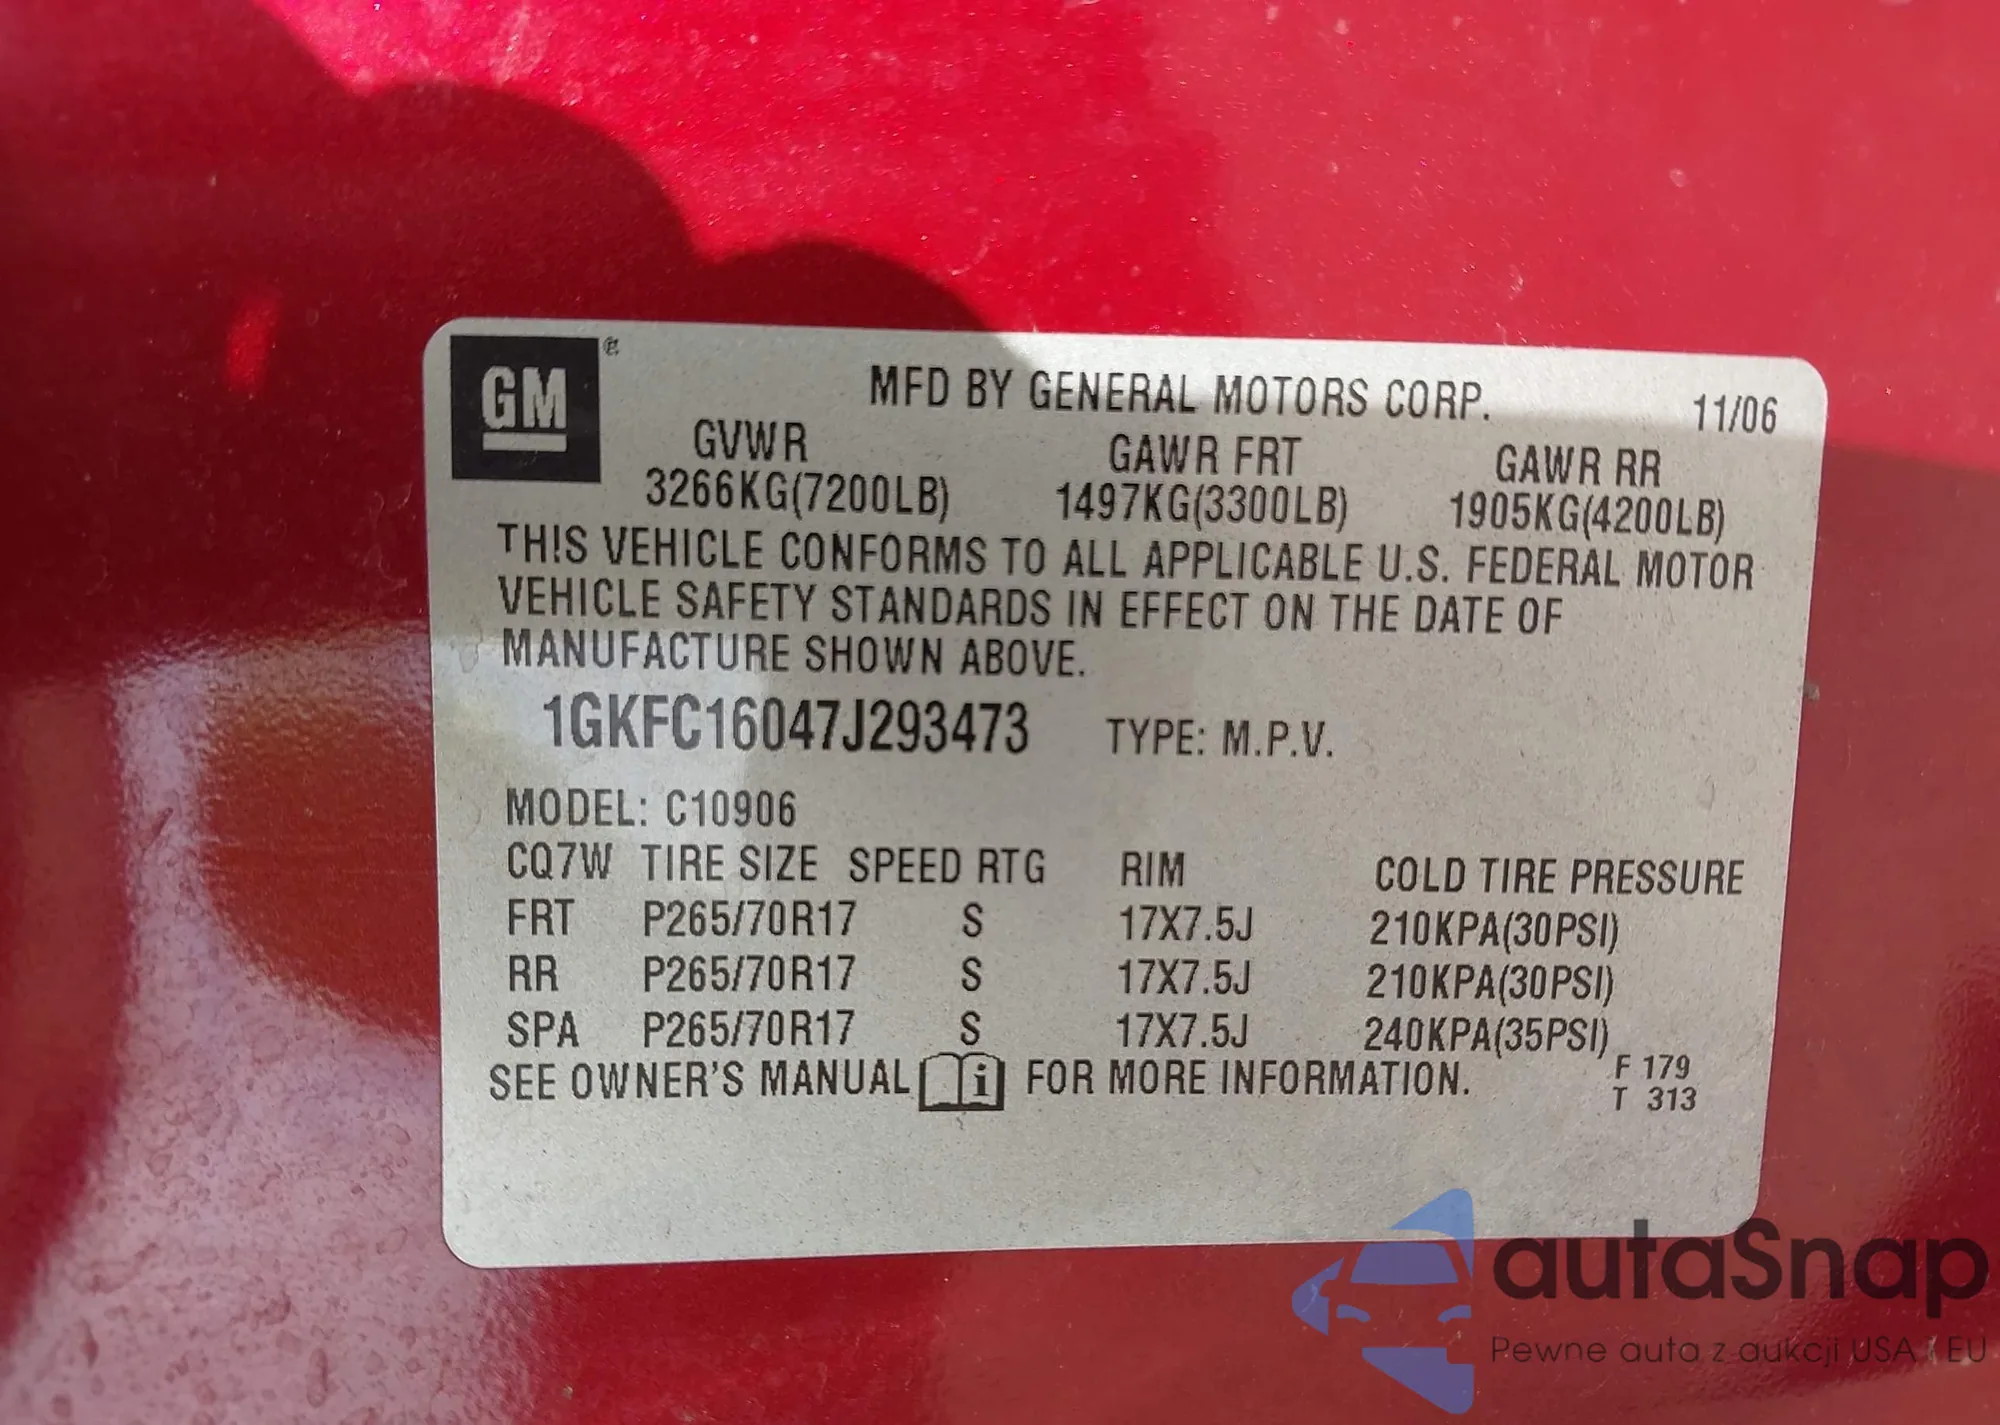 GM
MFD BY GENERAL MOTORS CORP. 11/06
GVWR GAWR FRT GAWR RR
3266KG(7200LB) 1497KG(3300LB) 1905KG(4200LB)
THIS VEHICLE CONFORMS TO ALL APPLICABLE U.S. FEDERAL MOTOR
VEHICLE SAFETY STANDARDS IN EFFECT ON THE DATE OF
MANUFACTURE SHOWN ABOVE.
1GKFC16047J293473 TYPE: M.P.V.
MODEL: C10906
CQ7W TIRE SIZE SPEED RTG RIM COLD TIRE PRESSURE
FRT P265/70R17 S 17X7.5J 210KPA(30PSI)
RR P265/70R17 S 17X7.5J 210KPA(30PSI)
SPA P265/70R17 S 17X7.5J 240KPA(35PSI)
SEE OWNER'S MANUAL i FOR MORE INFORMATION.
F 179
T 313
autaSnap
Pewne auta z aukcji USA / EU